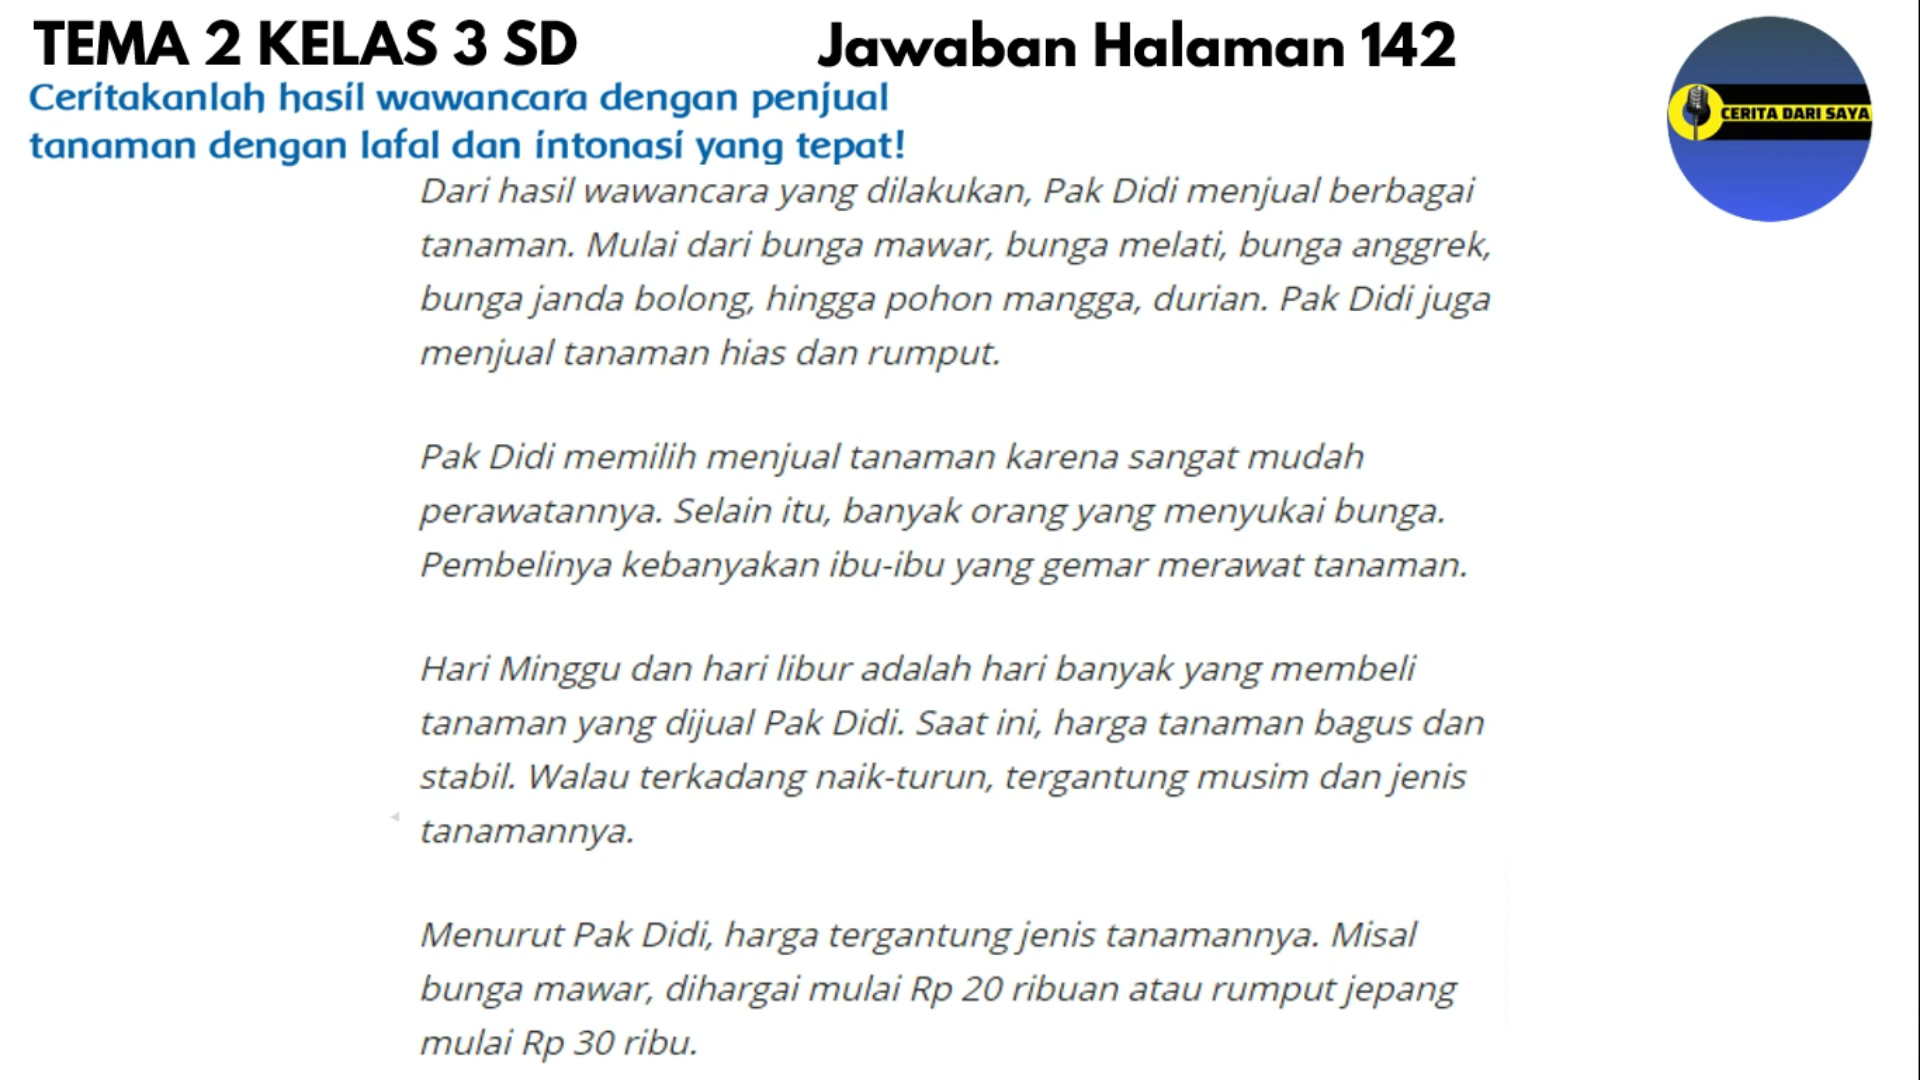 TEMA 2 KELAS 3 SD
Jawaban Halaman 142
Ceritakanlah hasil wawancara dengan penjual
tanaman dengan lafal dan intonasi yang tepat!
CERITA DARI SAYA
Dari hasil wawancara yang dilakukan, Pak Didi menjual berbagai
tanaman. Mulai dari bunga mawar, bunga melati, bunga anggrek,
bunga janda bolong, hingga pohon mangga, durian. Pak Didi juga
menjual tanaman hias dan rumput.
Pak Didi memilih menjual tanaman karena sangat mudah
perawatannya. Selain itu, banyak orang yang menyukai bunga.
Pembelinya kebanyakan ibu-ibu yang gemar merawat tanaman.
Hari Minggu dan hari libur adalah hari banyak yang membeli
tanaman yang dijual Pak Didi. Saat ini, harga tanaman bagus dan
stabil. Walau terkadang naik-turun, tergantung musim dan jenis
tanamannya.
Menurut Pak Didi, harga tergantung jenis tanamannya. Misal
bunga mawar, dihargai mulai Rp 20 ribuan atau rumput jepang
mulai Rp 30 ribu.